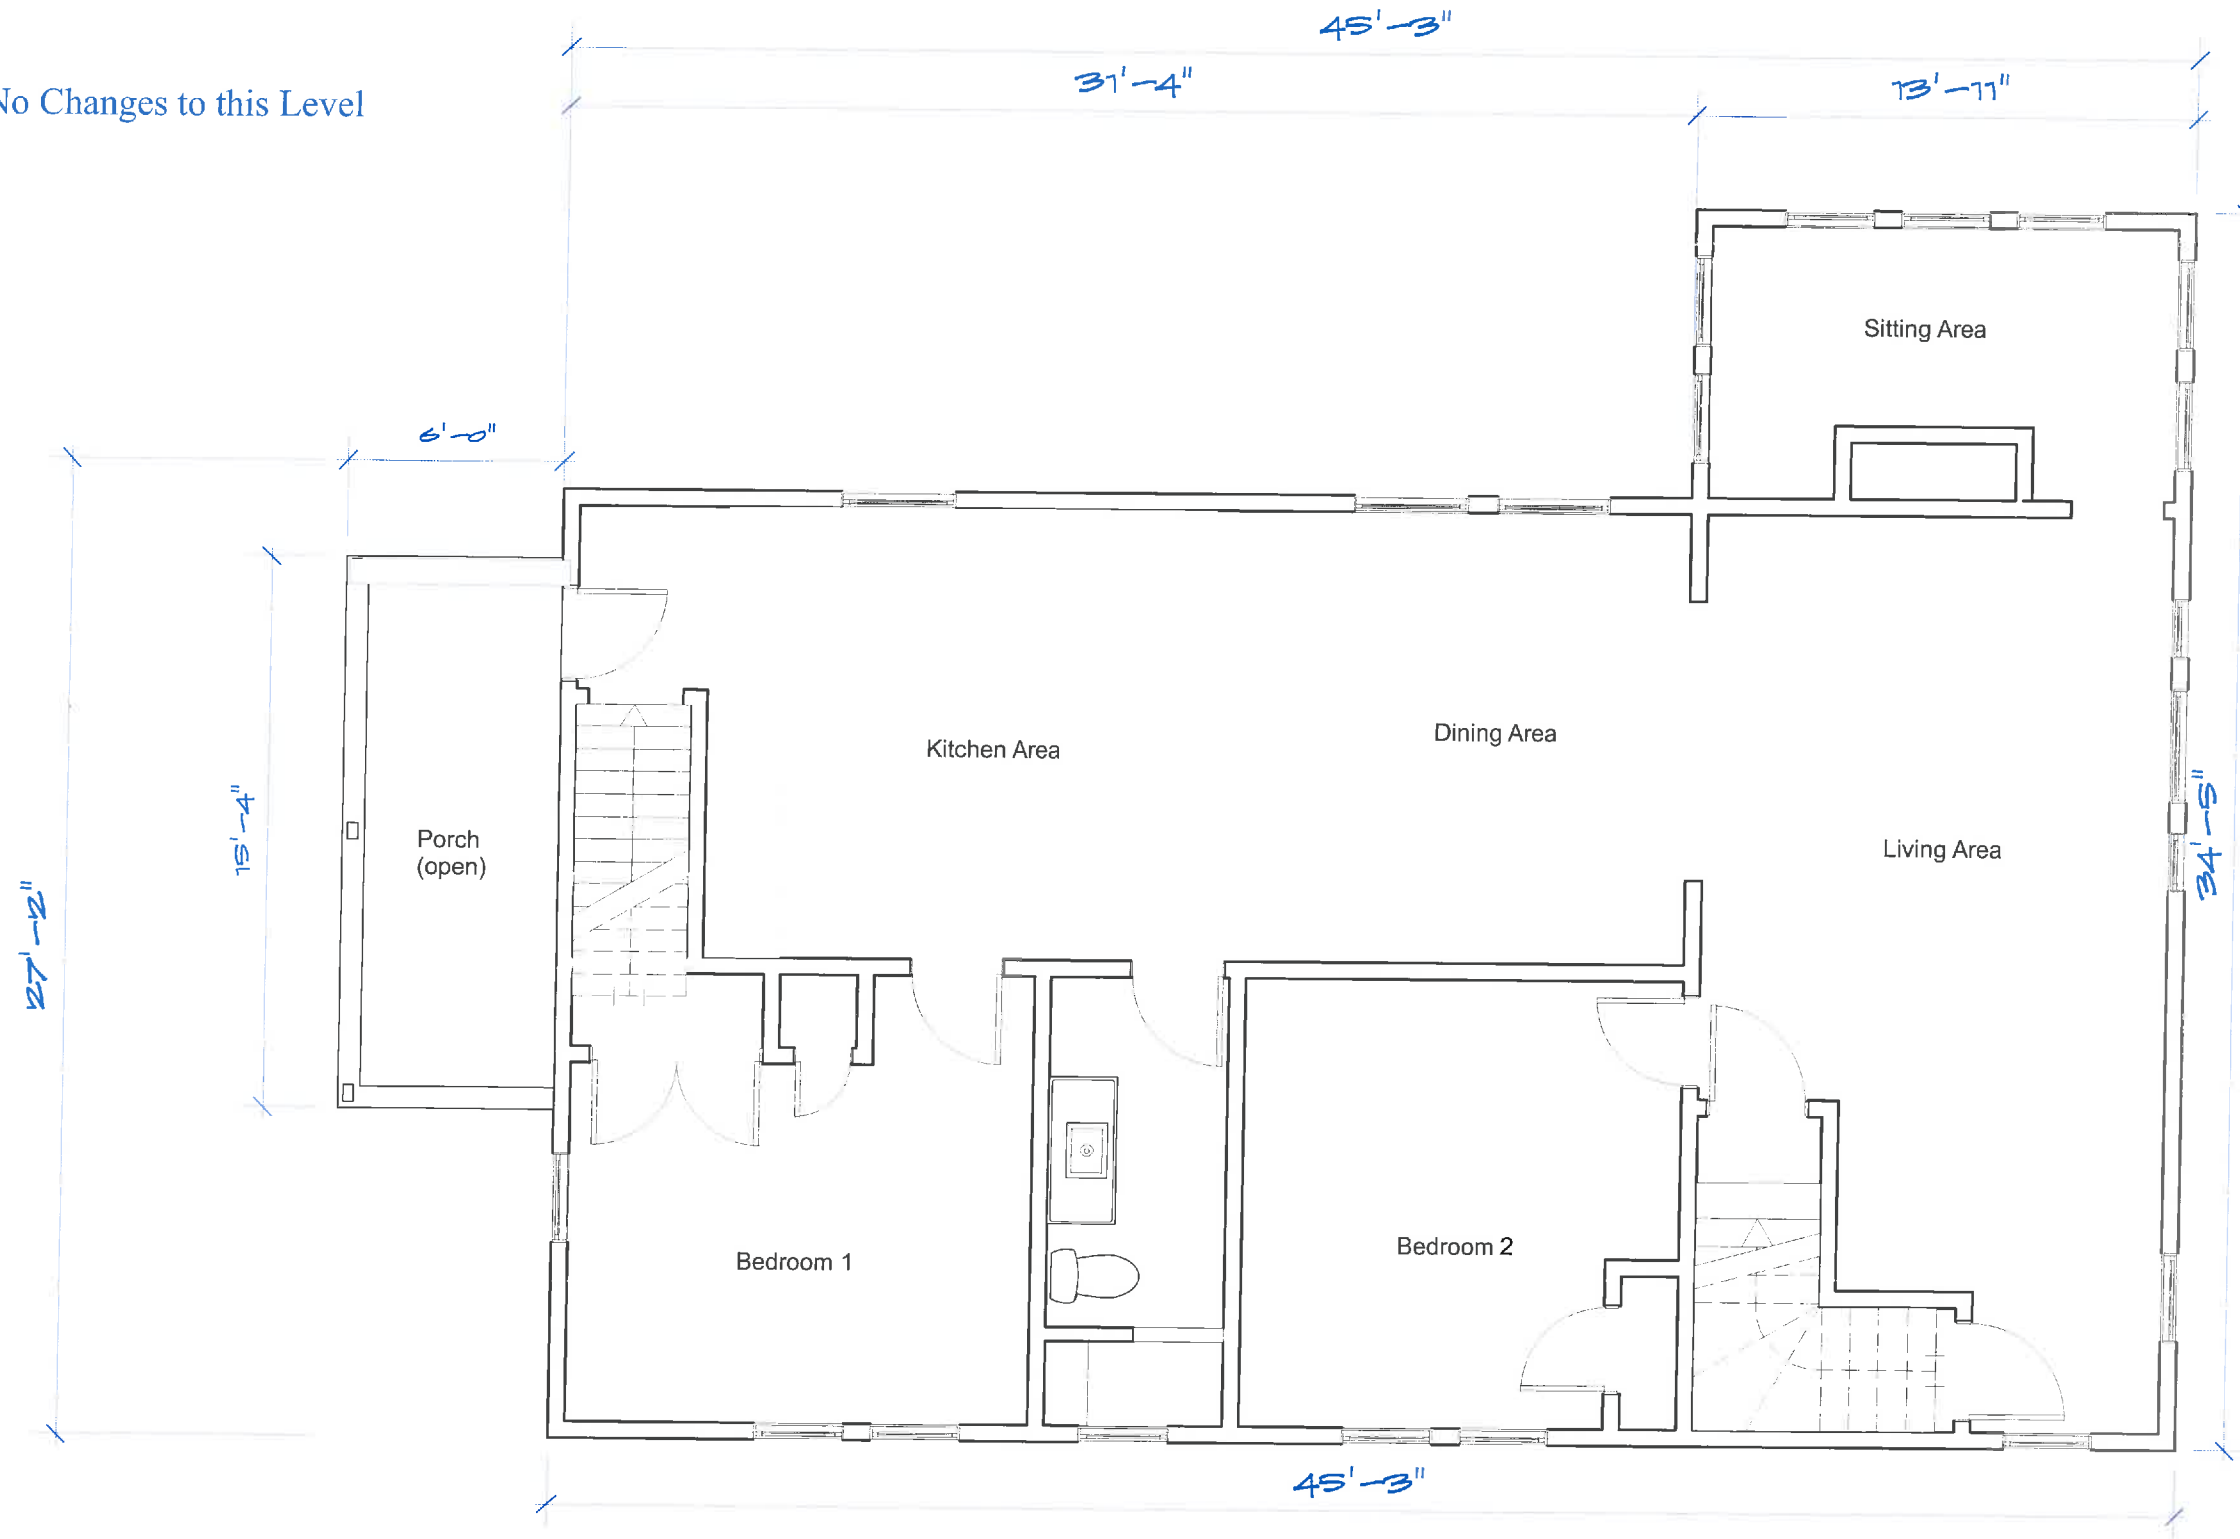 45'-3"
31'-4"
13'-11"
No Changes to this Level
Sitting Area
6'-0"
Kitchen Area
Dining Area
15'-4"
Porch
(open)
Living Area
34'-5"
27'-2"
Bedroom 1
Bedroom 2
45'-3"